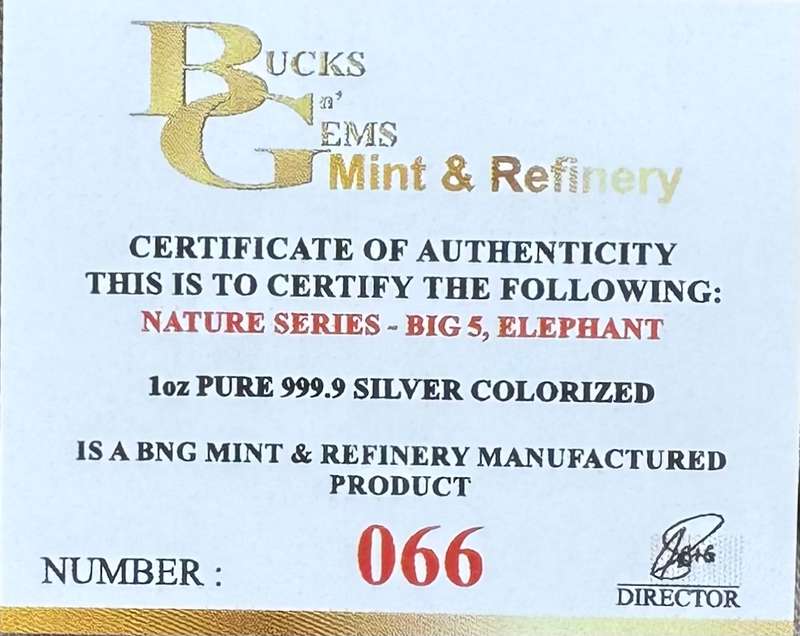 BUCKS
n'
GEMS
Mint & Refinery
CERTIFICATE OF AUTHENTICITY
THIS IS TO CERTIFY THE FOLLOWING:
NATURE SERIES - BIG 5, ELEPHANT
1oz PURE 999.9 SILVER COLORIZED
IS A BNG MINT & REFINERY MANUFACTURED
PRODUCT
NUMBER : 066
DIRECTOR